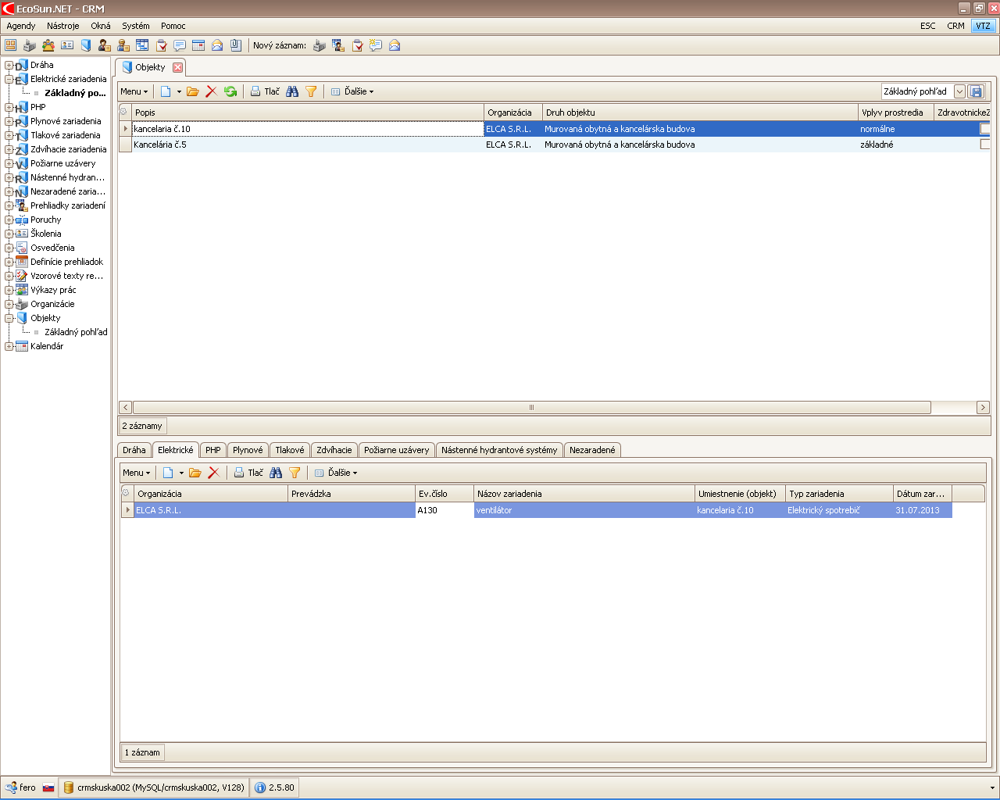 EcoSun.NET - CRM
Agendy Nástroje Okná Systém Pomoc ESC CRM VTZ
Nový záznam:
Dráha
Elektrické zariadenia
Základný po...
PHP
Plynové zariadenia
Tlakové zariadenia
Zdvíhacie zariadenia
Požiarne uzávery
Nástenné hydran...
Nezaradené zaria...
Prehliadky zariadení
Poruchy
Školenia
Osvedčenia
Definície prehliadok
Vzorové texty re...
Výkazy prác
Organizácie
Objekty
Základný pohľad
Kalendár
Objekty
Menu Tlač Ďalšie Základný pohľad
Popis Organizácia Druh objektu Vplyv prostredia ZdravotnickeZ
kancelaria č.10 ELCA S.R.L. Murovaná obytná a kancelárska budova normálne
Kancelária č.5 ELCA S.R.L. Murovaná obytná a kancelárska budova základné
2 záznamy
Dráha Elektrické PHP Plynové Tlakové Zdvíhacie Požiarne uzávery Nástenné hydrantové systémy Nezaradené
Menu Tlač Ďalšie
Organizácia Prevádzka Ev.číslo Názov zariadenia Umiestnenie (objekt) Typ zariadenia Dátum zar...
ELCA S.R.L. A130 ventilátor kancelaria č.10 Elektrický spotrebič 31.07.2013
1 záznam
fero crmskuska002 (MySQL/crmskuska002, V128) 2.5.80